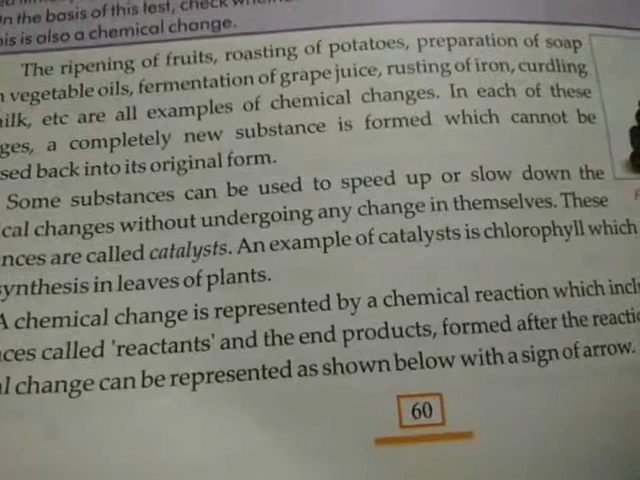 On the basis of this test, check
is is also a chemical change.
The ripening of fruits, roasting of potatoes, preparation of soap
vegetable oils, fermentation of grape juice, rusting of iron, curdling
ilk, etc are all examples of chemical changes. In each of these
ges, a completely new substance is formed which cannot be
sed back into its original form.
Some substances can be used to speed up or slow down the
cal changes without undergoing any change in themselves. These
nces are called catalysts. An example of catalysts is chlorophyll which
ynthesis in leaves of plants.
A chemical change is represented by a chemical reaction which incl
ces called 'reactants' and the end products, formed after the reactio
l change can be represented as shown below with a sign of arrow.
60